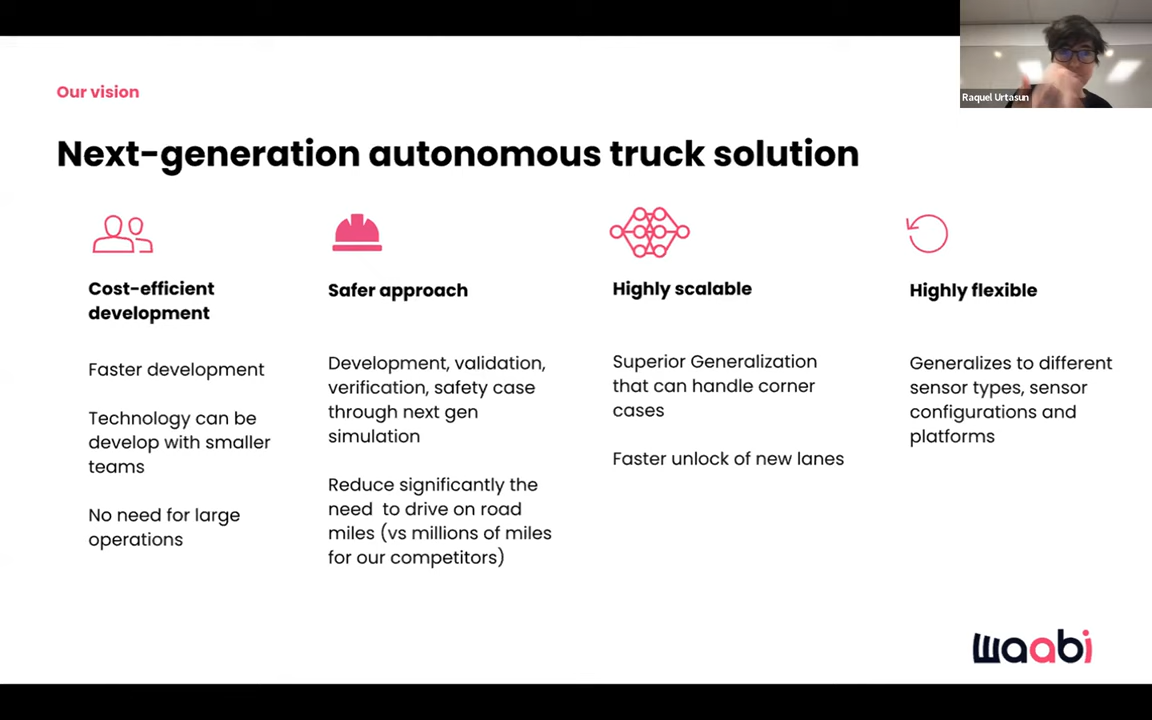 Raquel Urtasun
Our vision
Next-generation autonomous truck solution
Cost-efficient
development
Faster development
Technology can be
develop with smaller
teams
No need for large
operations
Safer approach
Development, validation,
verification, safety case
through next gen
simulation
Reduce significantly the
need to drive on road
miles (vs millions of miles
for our competitors)
Highly scalable
Superior Generalization
that can handle corner
cases
Faster unlock of new lanes
Highly flexible
Generalizes to different
sensor types, sensor
configurations and
platforms
waabi